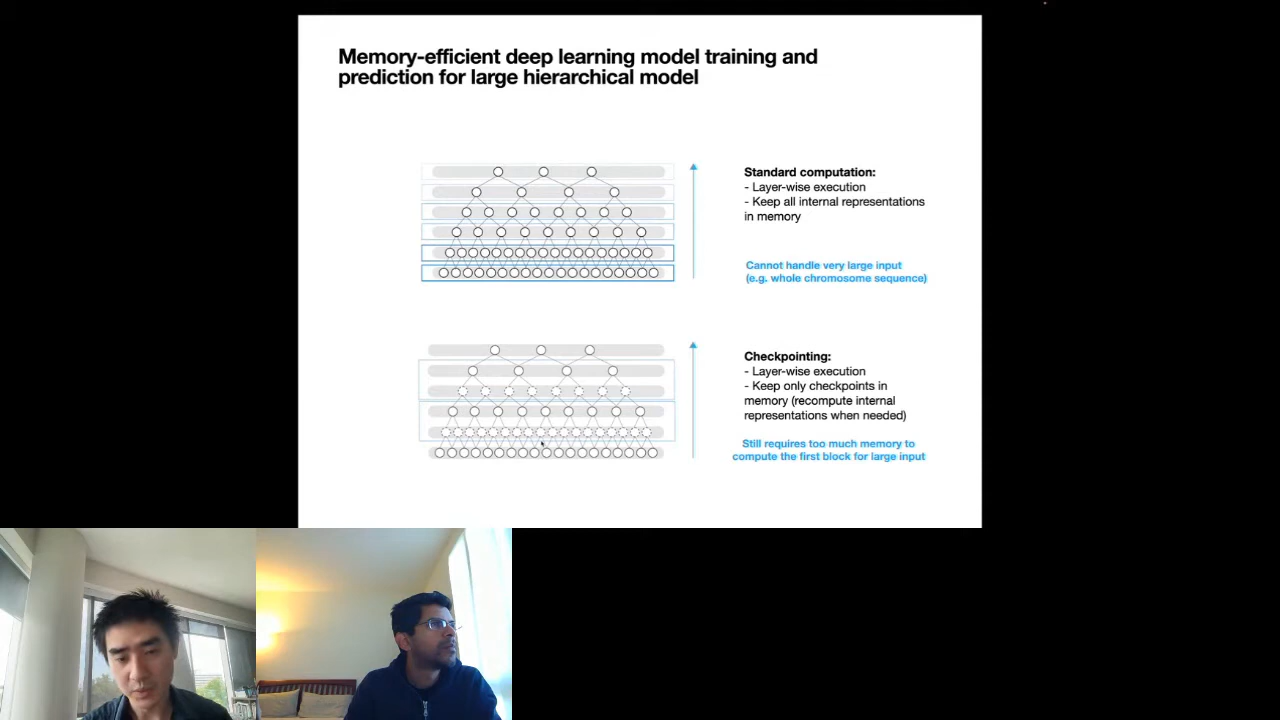 Memory-efficient deep learning model training and
prediction for large hierarchical model
Standard computation:
- Layer-wise execution
- Keep all internal representations
in memory
Cannot handle very large input
(e.g. whole chromosome sequence)
Checkpointing:
- Layer-wise execution
- Keep only checkpoints in
memory (recompute internal
representations when needed)
Still requires too much memory to
compute the first block for large input